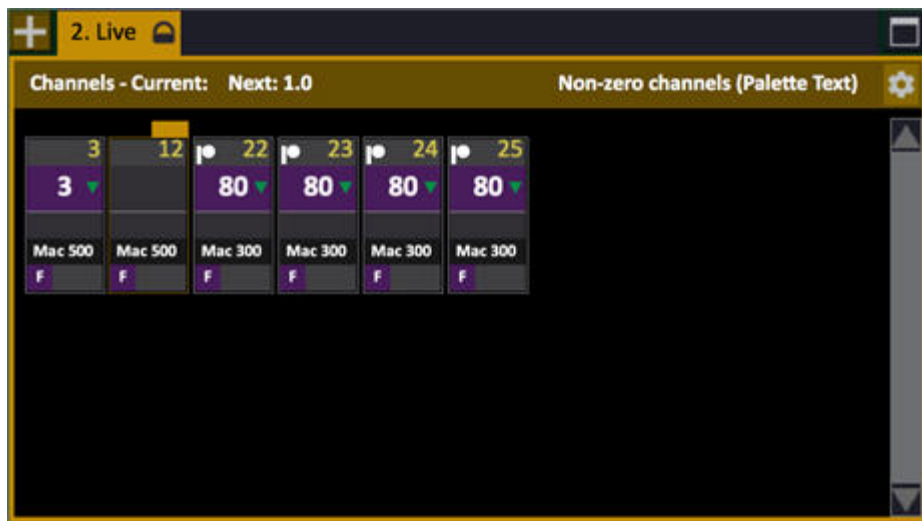 2. Live
Channels - Current: Next: 1.0 Non-zero channels (Palette Text)
3 12 22 23 24 25
3 80 80 80 80
Mac 500 Mac 500 Mac 300 Mac 300 Mac 300 Mac 300
F F F F F F